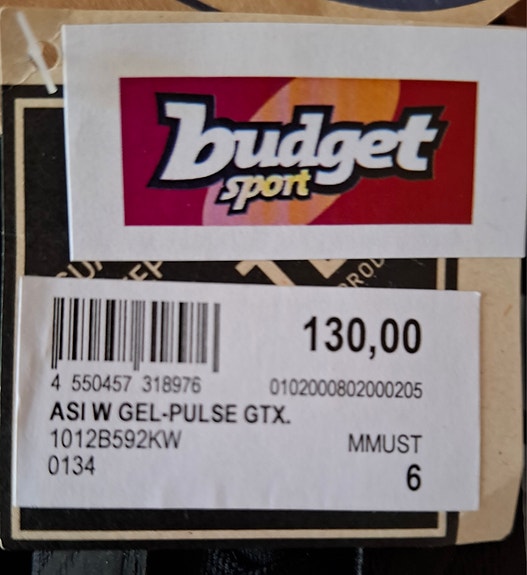 budget
sport
130,00
4 550457 318976
0102000802000205
ASI W GEL-PULSE GTX.
1012B592KW
MMUST
0134
6